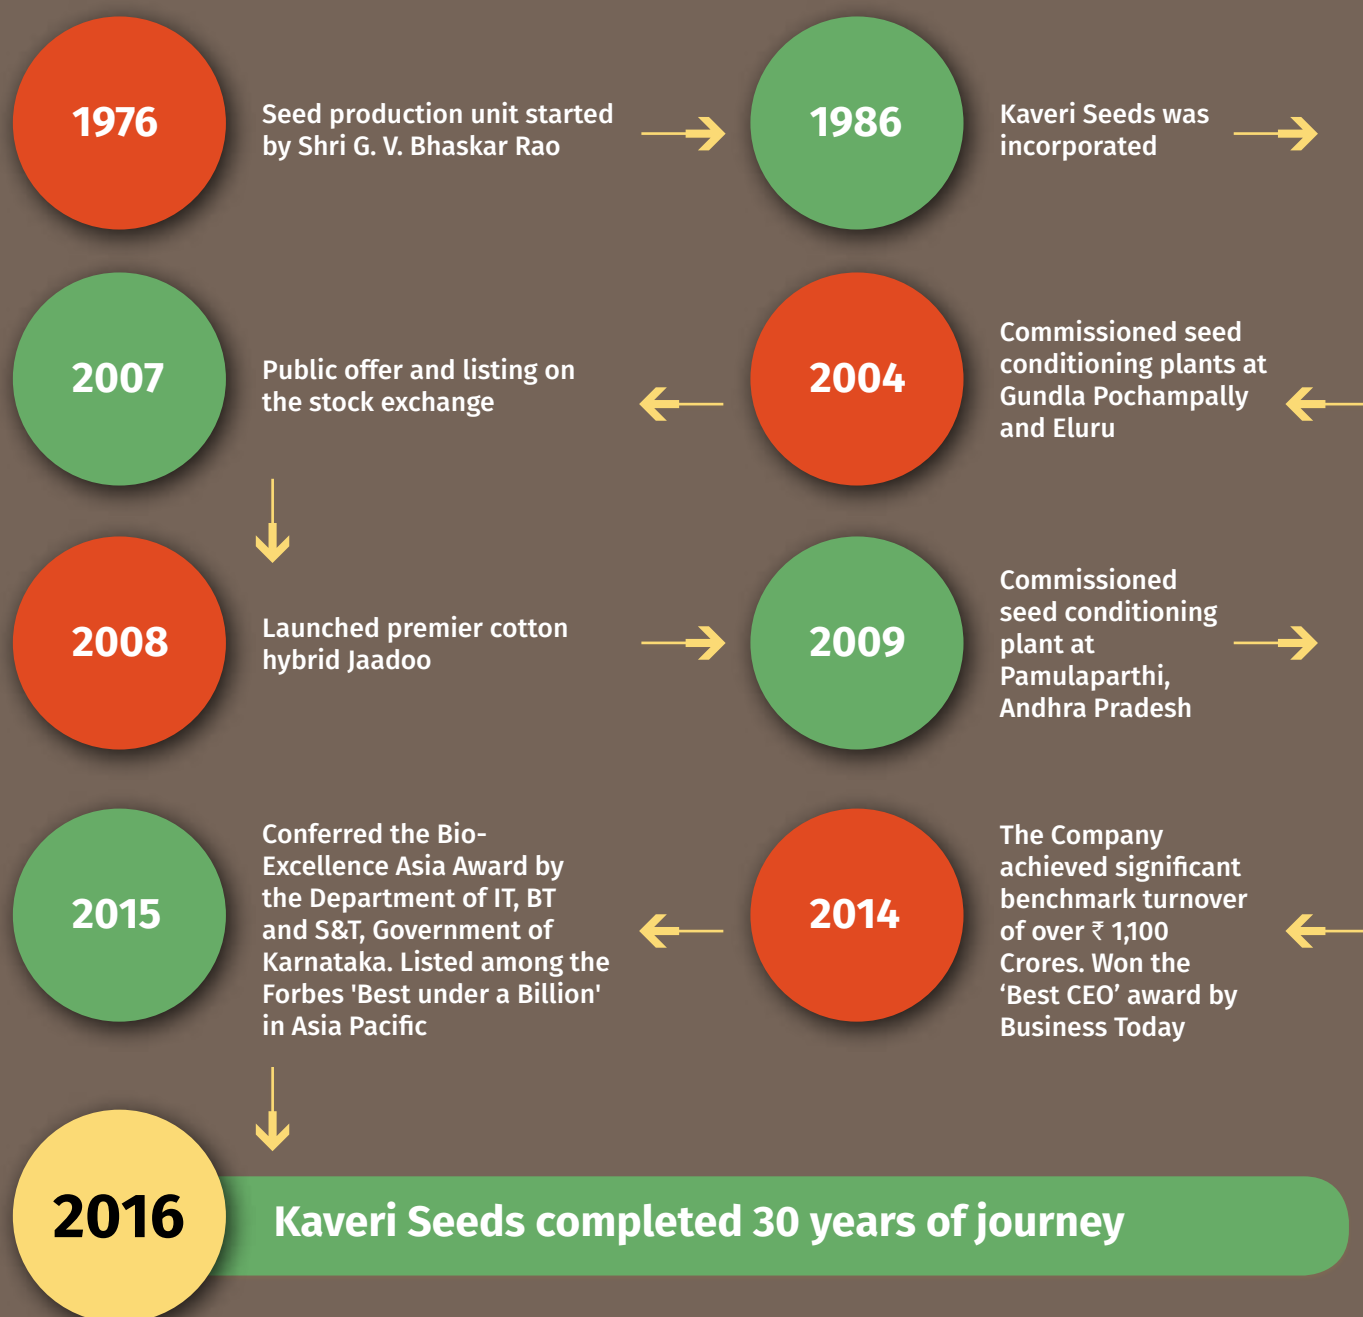 1976
Seed production unit started
by Shri G. V. Bhaskar Rao
1986
Kaveri Seeds was
incorporated
2004
Commissioned seed
conditioning plants at
Gundla Pochampally
and Eluru
2007
Public offer and listing on
the stock exchange
2008
Launched premier cotton
hybrid Jaadoo
2009
Commissioned
seed conditioning
plant at
Pamulaparthi,
Andhra Pradesh
2014
The Company
achieved significant
benchmark turnover
of over ₹ 1,100
Crores. Won the
‘Best CEO’ award by
Business Today
2015
Conferred the Bio-
Excellence Asia Award by
the Department of IT, BT
and S&T, Government of
Karnataka. Listed among the
Forbes 'Best under a Billion'
in Asia Pacific
2016
Kaveri Seeds completed 30 years of journey